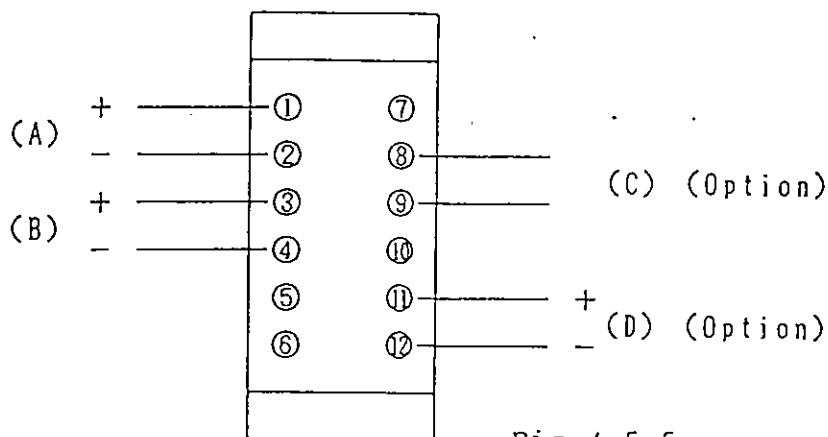 + ① ⑦
(A)
− ② ⑧
(C) (Option)
+ ③ ⑨
(B)
− ④ ⑩
⑤ ⑪ +
(D) (Option)
⑥ ⑫ −